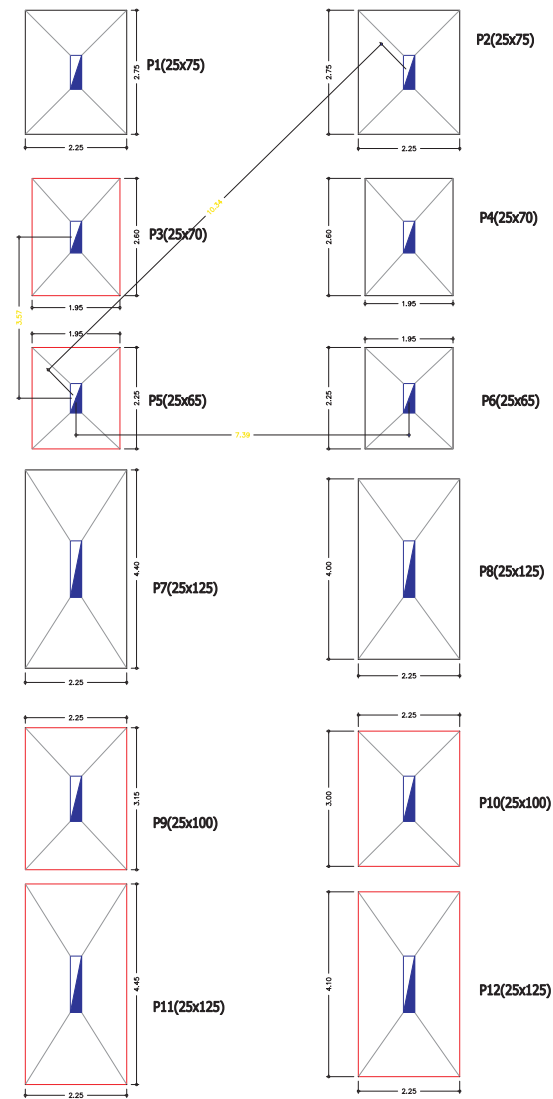 P1(25x75)
2.75
2.25
P2(25x75)
2.75
2.25
10.34
P3(25x70)
2.60
1.95
P4(25x70)
2.60
1.95
3.57
1.95
P5(25x65)
2.25
1.95
P6(25x65)
2.25
7.39
P7(25x125)
4.40
2.25
P8(25x125)
4.00
2.25
2.25
P9(25x100)
3.15
2.25
P10(25x100)
3.00
P11(25x125)
4.45
2.25
P12(25x125)
4.10
2.25